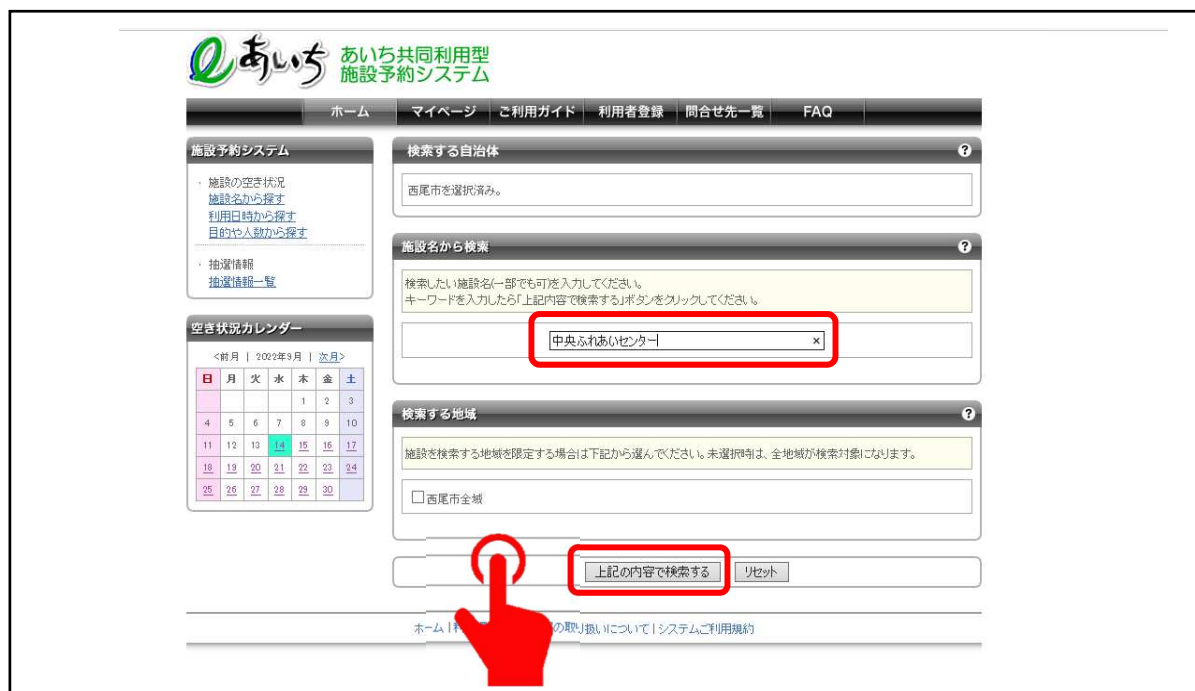 あいち
あいち共同利用型
施設予約システム
ホーム マイページ ご利用ガイド 利用者登録 問合せ先一覧 FAQ
施設予約システム
・ 施設の空き状況
施設名から探す
利用日時から探す
目的や人数から探す
・ 抽選情報
抽選情報一覧
空き状況カレンダー
<前月 | 2022年9月 | 次月>
日 月 火 水 木 金 土
1 2 3
4 5 6 7 8 9 10
11 12 13 14 15 16 17
18 19 20 21 22 23 24
25 26 27 28 29 30
検索する自治体 ?
西尾市を選択済み。
施設名から検索 ?
検索したい施設名(一部でも可)を入力してください。
キーワードを入力したら「上記内容で検索する」ボタンをクリックしてください。
中央ふれあいセンター ×
検索する地域 ?
施設を検索する地域を限定する場合は下記から選んでください。未選択時は、全地域が検索対象になります。
西尾市全域
上記の内容で検索する リセット
ホーム | の取り扱いについて | システムご利用規約